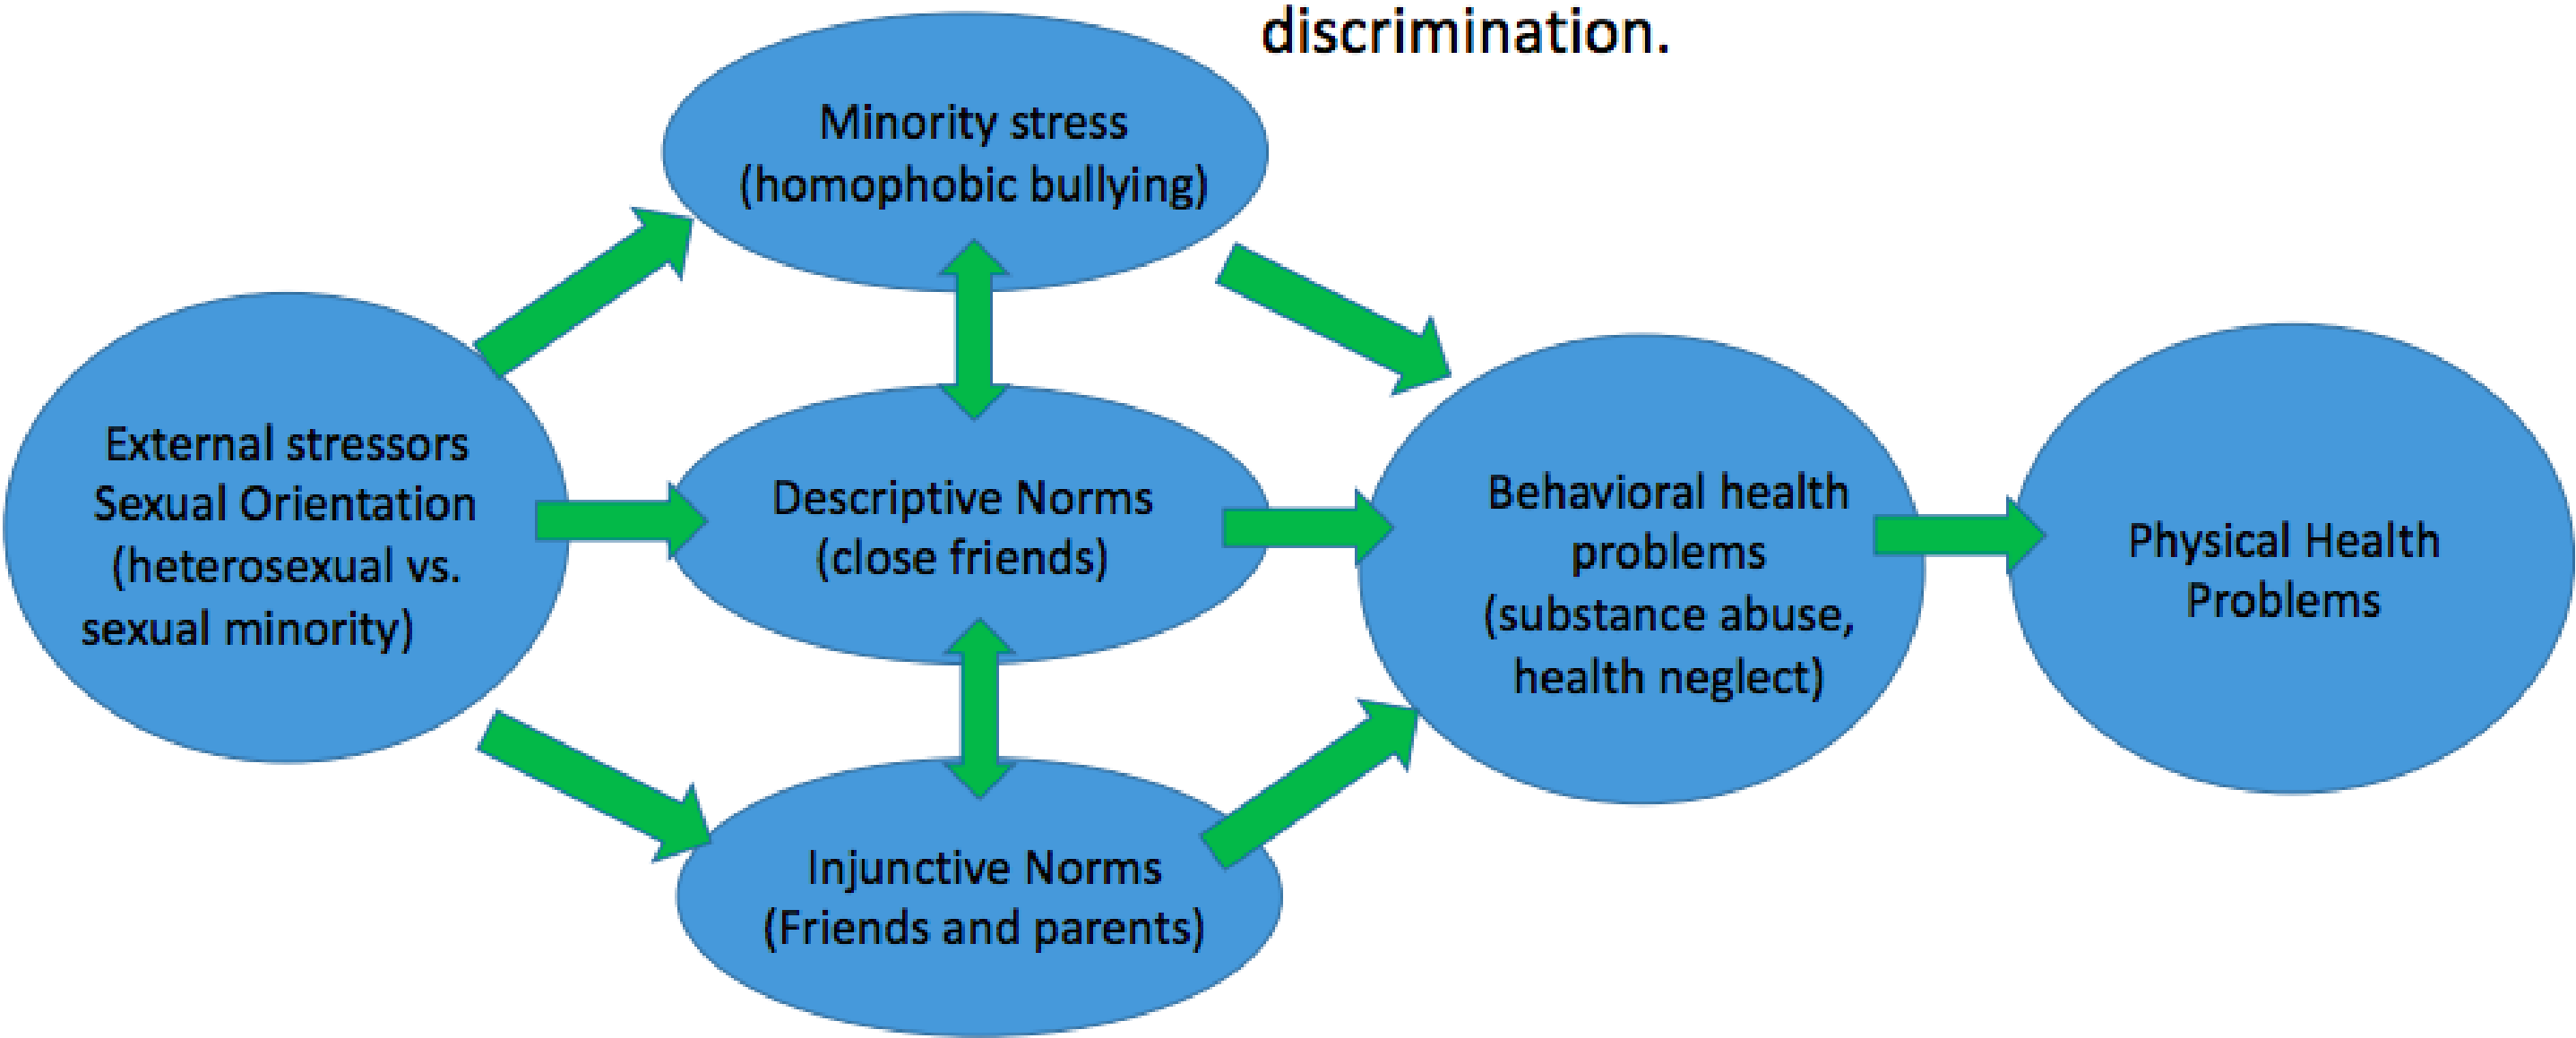 discrimination.
Minority stress
(homophobic bullying)
External stressors
Sexual Orientation
(heterosexual vs.
sexual minority)
Descriptive Norms
(close friends)
Injunctive Norms
(Friends and parents)
Behavioral health
problems
(substance abuse,
health neglect)
Physical Health
Problems